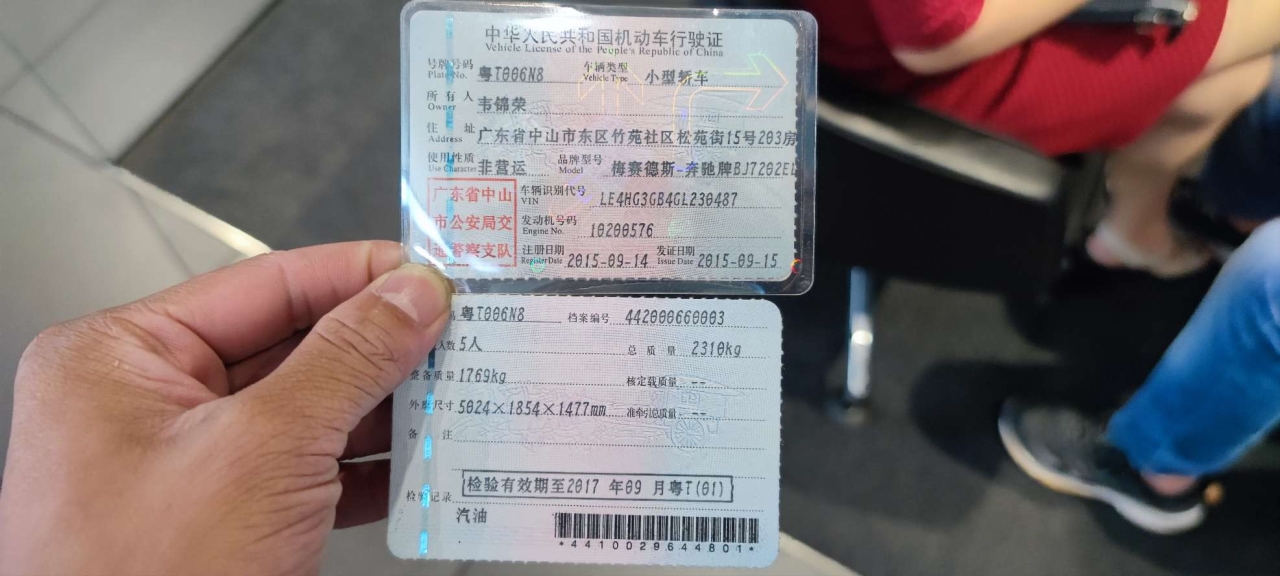 中华人民共和国机动车行驶证
Vehicle License of the People's Republic of China
号牌号码 粤T006N8 车辆类型 小型轿车
Plate No. Vehicle Type
所有人 韦锦荣
Owner
住址 广东省中山市东区竹苑社区松苑街15号203房
Address
使用性质 非营运 品牌型号 梅赛德斯-奔驰牌BJ7202EL
Use Character Model
广东省中山 车辆识别代号 LE4HG3GB4GL230487
VIN
市公安局交 发动机号码 10200576
Engine No.
通警察支队 注册日期 2015-09-14 发证日期 2015-09-15
Register Date Issue Date
粤T006N8 档案编号 442000660003
人数 5人 总质量 2310kg
整备质量 1769kg 核定载质量 --
外廓尺寸 5024×1854×1477mm 准牵引总质量 --
备注
检验记录 检验有效期至2017 年09 月粤T(01)
汽油
*4410029644801*